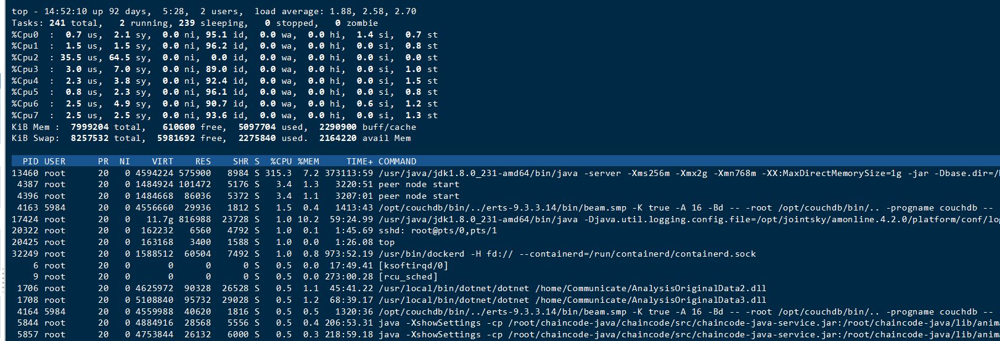 top - 14:52:10 up 92 days,  5:28,  2 users,  load average: 1.88, 2.58, 2.70
Tasks: 241 total,   2 running, 239 sleeping,   0 stopped,   0 zombie
%Cpu0  :  0.7 us,  2.1 sy,  0.0 ni, 95.1 id,  0.0 wa,  0.0 hi,  1.4 si,  0.7 st
%Cpu1  :  1.5 us,  1.5 sy,  0.0 ni, 96.2 id,  0.0 wa,  0.0 hi,  0.0 si,  0.8 st
%Cpu2  : 35.5 us, 64.5 sy,  0.0 ni,  0.0 id,  0.0 wa,  0.0 hi,  0.0 si,  0.0 st
%Cpu3  :  3.0 us,  7.0 sy,  0.0 ni, 89.0 id,  0.0 wa,  0.0 hi,  0.0 si,  1.0 st
%Cpu4  :  2.3 us,  3.8 sy,  0.0 ni, 92.4 id,  0.0 wa,  0.0 hi,  0.0 si,  1.5 st
%Cpu5  :  0.8 us,  2.3 sy,  0.0 ni, 96.1 id,  0.0 wa,  0.0 hi,  0.0 si,  0.8 st
%Cpu6  :  2.5 us,  4.9 sy,  0.0 ni, 90.7 id,  0.0 wa,  0.0 hi,  0.6 si,  1.2 st
%Cpu7  :  2.5 us,  2.5 sy,  0.0 ni, 93.6 id,  0.0 wa,  0.0 hi,  0.0 si,  1.3 st
KiB Mem :  7999204 total,   610600 free,  5097704 used,  2290900 buff/cache
KiB Swap:  8257532 total,  5981692 free,  2275840 used.  2164220 avail Mem
PID USER      PR  NI    VIRT    RES    SHR S  %CPU %MEM     TIME+ COMMAND
13460 root      20   0 4594224 575900   8984 S 315.3  7.2 373113:59 /usr/java/jdk1.8.0_231-amd64/bin/java -server -Xms256m -Xmx2g -Xmn768m -XX:MaxDirectMemorySize=1g -jar -Dbase.dir=/
4387 root      20   0 1484924 101472   5176 S   3.4  1.3   3220:51 peer node start
4396 root      20   0 1484668  86036   5372 S   3.4  1.1   3207:01 peer node start
4163 5984      20   0 4556660  29936   1812 S   1.5  0.4   1413:43 /opt/couchdb/bin/../erts-9.3.3.14/bin/beam.smp -K true -A 16 -Bd -- -root /opt/couchdb/bin/.. -progname couchdb --
17424 root      20   0   11.7g 816988  23728 S   1.0 10.2  59:24.99 /usr/java/jdk1.8.0_231-amd64/bin/java -Djava.util.logging.config.file=/opt/jointsky/amonline.4.2.0/platform/conf/log
20322 root      20   0  162232   6560   4792 S   1.0  0.1   1:45.69 sshd: root@pts/0,pts/1
20425 root      20   0  163168   3400   1588 S   1.0  0.0   1:26.08 top
32249 root      20   0 1588512  60504   7492 S   1.0  0.8 973:52.19 /usr/bin/dockerd -H fd:// --containerd=/run/containerd/containerd.sock
6 root      20   0       0      0      0 S   0.5  0.0  17:49.41 [ksoftirqd/0]
9 root      20   0       0      0      0 S   0.5  0.0 273:00.28 [rcu_sched]
1706 root      20   0 4625972  90328  26528 S   0.5  1.1  45:41.22 /usr/local/bin/dotnet/dotnet /home/Communicate/AnalysisOriginalData2.dll
1708 root      20   0 5108840  95732  29028 S   0.5  1.2  68:39.17 /usr/local/bin/dotnet/dotnet /home/Communicate/AnalysisOriginalData3.dll
4164 5984      20   0 4559988  40620   1816 S   0.5  0.5   1320:36 /opt/couchdb/bin/../erts-9.3.3.14/bin/beam.smp -K true -A 16 -Bd -- -root /opt/couchdb/bin/.. -progname couchdb --
5844 root      20   0 4884916  28568   5556 S   0.5  0.4 206:53.31 java -XshowSettings -cp /root/chaincode-java/chaincode/src/chaincode-java-service.jar:/root/chaincode-java/lib/anima
5857 root      20   0 4753844  26132   6000 S   0.5  0.3 218:59.18 java -XshowSettings -cp /root/chaincode-java/chaincode/src/chaincode-java-service.jar:/root/chaincode-java/lib/anima